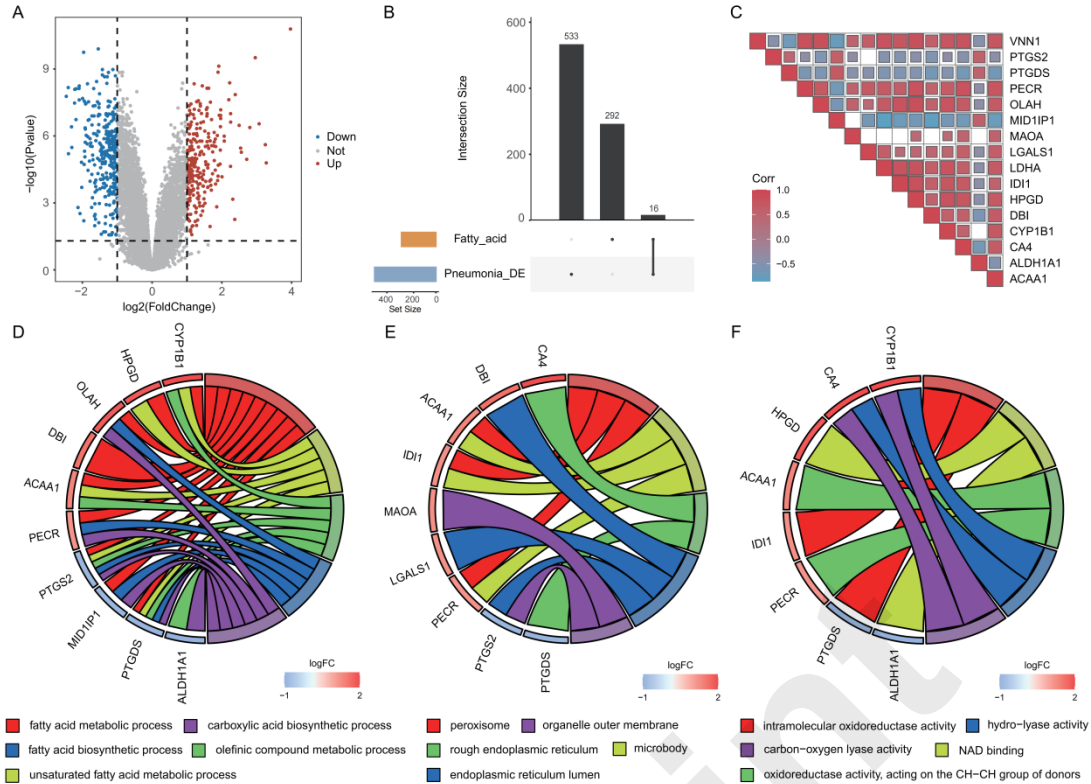 A
9
6
3
0
−log10(Pvalue)
−2
0
2
4
log2(FoldChange)
Down
Not
Up
B
600
400
200
0
Intersection Size
533
292
16
Fatty_acid
Pneumonia_DE
400
200
0
Set Size
C
VNN1
PTGS2
PTGDS
PECR
OLAH
MID1IP1
MAOA
LGALS1
LDHA
IDI1
HPGD
DBI
CYP1B1
CA4
ALDH1A1
ACAA1
Corr
1.0
0.5
0.0
−0.5
D
CYP1B1
HPGD
OLAH
DBI
ACAA1
PECR
PTGS2
MID1IP1
PTGDS
ALDH1A1
logFC
−1
2
E
CA4
DBI
ACAA1
IDI1
MAOA
LGALS1
PECR
PTGS2
PTGDS
logFC
−1
2
F
CYP1B1
CA4
HPGD
ACAA1
IDI1
PECR
PTGDS
ALDH1A1
logFC
−1
2
fatty acid metabolic process
carboxylic acid biosynthetic process
fatty acid biosynthetic process
olefinic compound metabolic process
unsaturated fatty acid metabolic process
peroxisome
organelle outer membrane
rough endoplasmic reticulum
microbody
endoplasmic reticulum lumen
intramolecular oxidoreductase activity
hydro−lyase activity
carbon−oxygen lyase activity
NAD binding
oxidoreductase activity, acting on the CH−CH group of donors